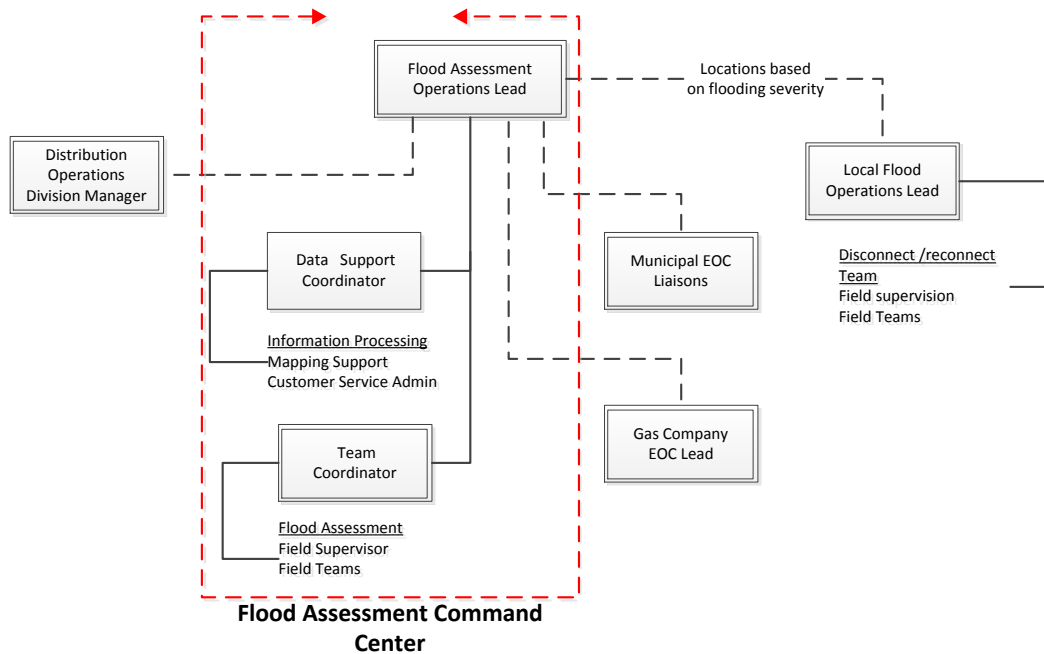 Flood Assessment
Operations Lead
Locations based
on flooding severity
Distribution
Operations
Division Manager
Local Flood
Operations Lead
Data Support
Coordinator
Municipal EOC
Liaisons
Disconnect /reconnect
Team
Field supervision
Field Teams
Information Processing
Mapping Support
Customer Service Admin
Team
Coordinator
Gas Company
EOC Lead
Flood Assessment
Field Supervisor
Field Teams
Flood Assessment Command
Center